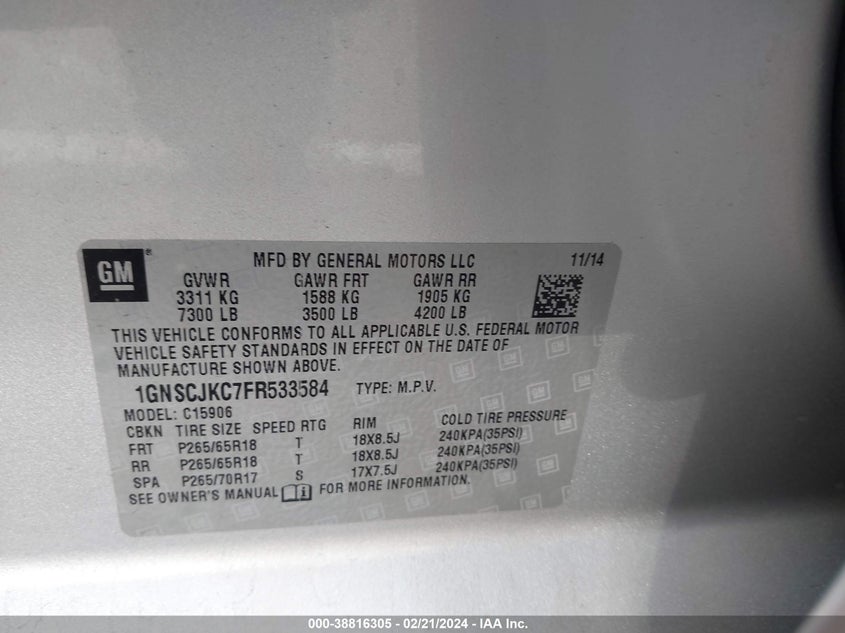 GM ® MFD BY GENERAL MOTORS LLC 11/14
GVWR GAWR FRT GAWR RR
3311 KG 1588 KG 1905 KG
7300 LB 3500 LB 4200 LB
THIS VEHICLE CONFORMS TO ALL APPLICABLE U.S. FEDERAL MOTOR
VEHICLE SAFETY STANDARDS IN EFFECT ON THE DATE OF
MANUFACTURE SHOWN ABOVE.
1GNSCJKC7FR533584 TYPE: M.P.V.
MODEL: C15906
CBKN TIRE SIZE SPEED RTG RIM COLD TIRE PRESSURE
FRT P265/65R18 T 18X8.5J 240KPA(35PSI)
RR P265/65R18 T 18X8.5J 240KPA(35PSI)
SPA P265/70R17 S 17X7.5J 240KPA(35PSI)
SEE OWNER'S MANUAL FOR MORE INFORMATION.
000-38816305 - 02/21/2024 - IAA Inc.